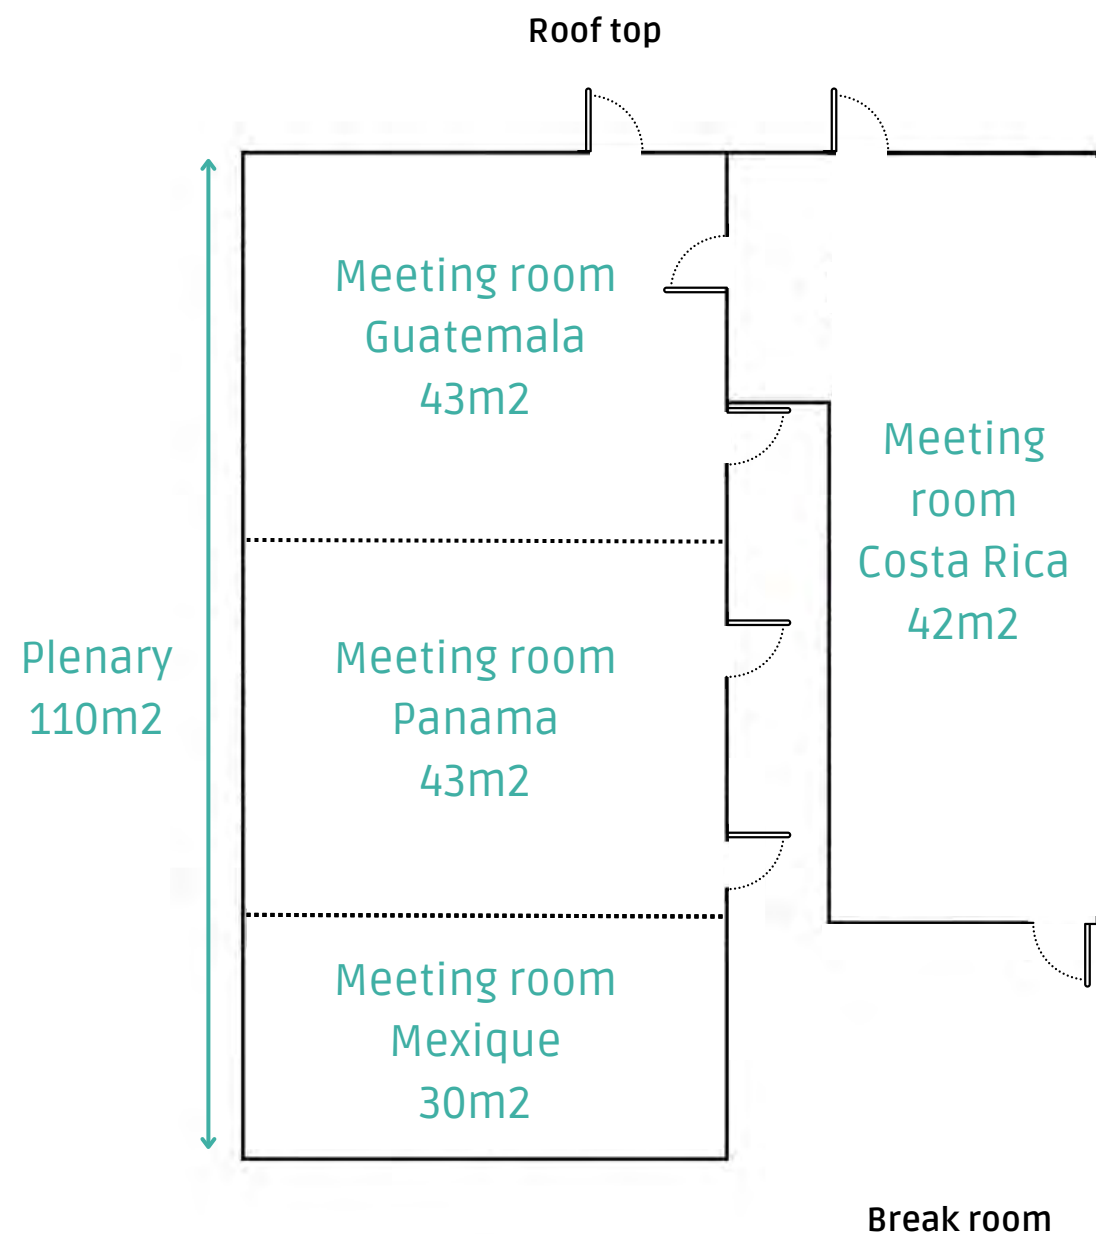 Roof top
Meeting room
Guatemala
43m2
Meeting
room
Costa Rica
42m2
Plenary
110m2
Meeting room
Panama
43m2
Meeting room
Mexique
30m2
Break room